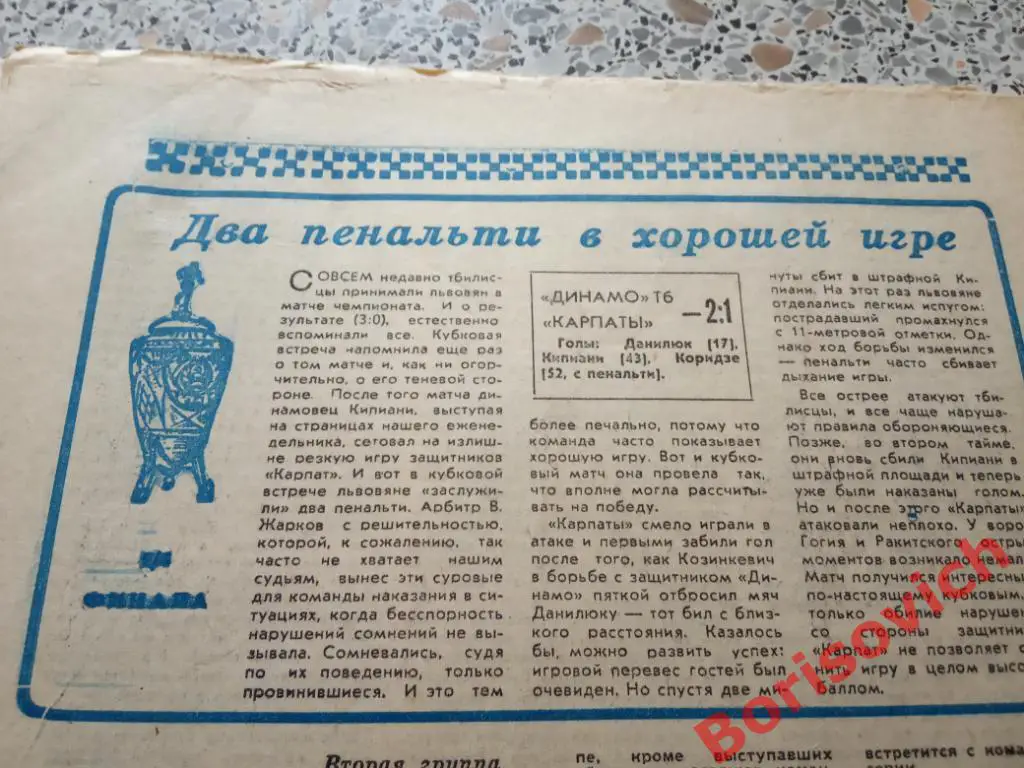 Два пенальти в хорошей игре
СОВСЕМ недавно тбилис-
цы принимали львовян в
матче чемпионата. И о ре-
зультате (3:0), естественно
вспоминали все. Кубковая
встреча напомнила еще раз
о том матче и, как ни огор-
чительно, о его теневой сто-
роне. После того матча ди-
намовец Кипиани, выступая
на страницах нашего ежене-
дельника, сетовал на излиш-
не резкую игру защитников
«Карпат». И вот в кубковой
встрече львовяне «заслужи-
ли» два пенальти. Арбитр В.
Жарков с решительностью,
которой, к сожалению, так
часто не хватает нашим
судьям, вынес эти суровые
для команды наказания в си-
туациях, когда бесспорность
нарушений сомнений не вы-
зывала. Сомневались, судя
по их поведению, только
провинившиеся. И это тем
ФИНАЛА
«ДИНАМО» Тб
«КАРПАТЫ»
—2:1
Голы: Данилюк [17],
Кипиани [43], Коридзе
[52, с пенальти].
более печально, потому что
команда часто показывает
хорошую игру. Вот и кубко-
вый матч она провела так,
что вполне могла рассчиты-
вать на победу.
«Карпаты» смело играли в
атаке и первыми забили гол
после того, как Козинкевич
в борьбе с защитником «Ди-
намо» пяткой отбросил мяч
Данилюку — тот бил с близ-
кого расстояния. Казалось
бы, можно развить успех:
игровой перевес гостей был
очевиден. Но спустя две ми-
нуты сбит в штрафной Ки-
пиани. На этот раз львовяне
отделались легким испугом:
пострадавший промахнулся
с 11-метровой отметки. Од-
нако ход борьбы изменился
— пенальти часто сбивает
дыхание игры.
Все острее атакуют тби-
лисцы, и все чаще наруша-
ют правила обороняющиеся.
Позже, во втором тайме,
они вновь сбили Кипиани в
штрафной площади и теперь
уже были наказаны голом.
Но и после этого «Карпаты»
атаковали неплохо. У воро
Гогия и Ракитского остры
моментов возникало немал
Матч получился интересны
по-настоящему кубковым.
только обилие наруше
со стороны защитни
«Карпат» не позволяет
нить игру в целом высо
баллом.
Вторая группа
пе, кроме выступавших
встретится с кома
Borisovich